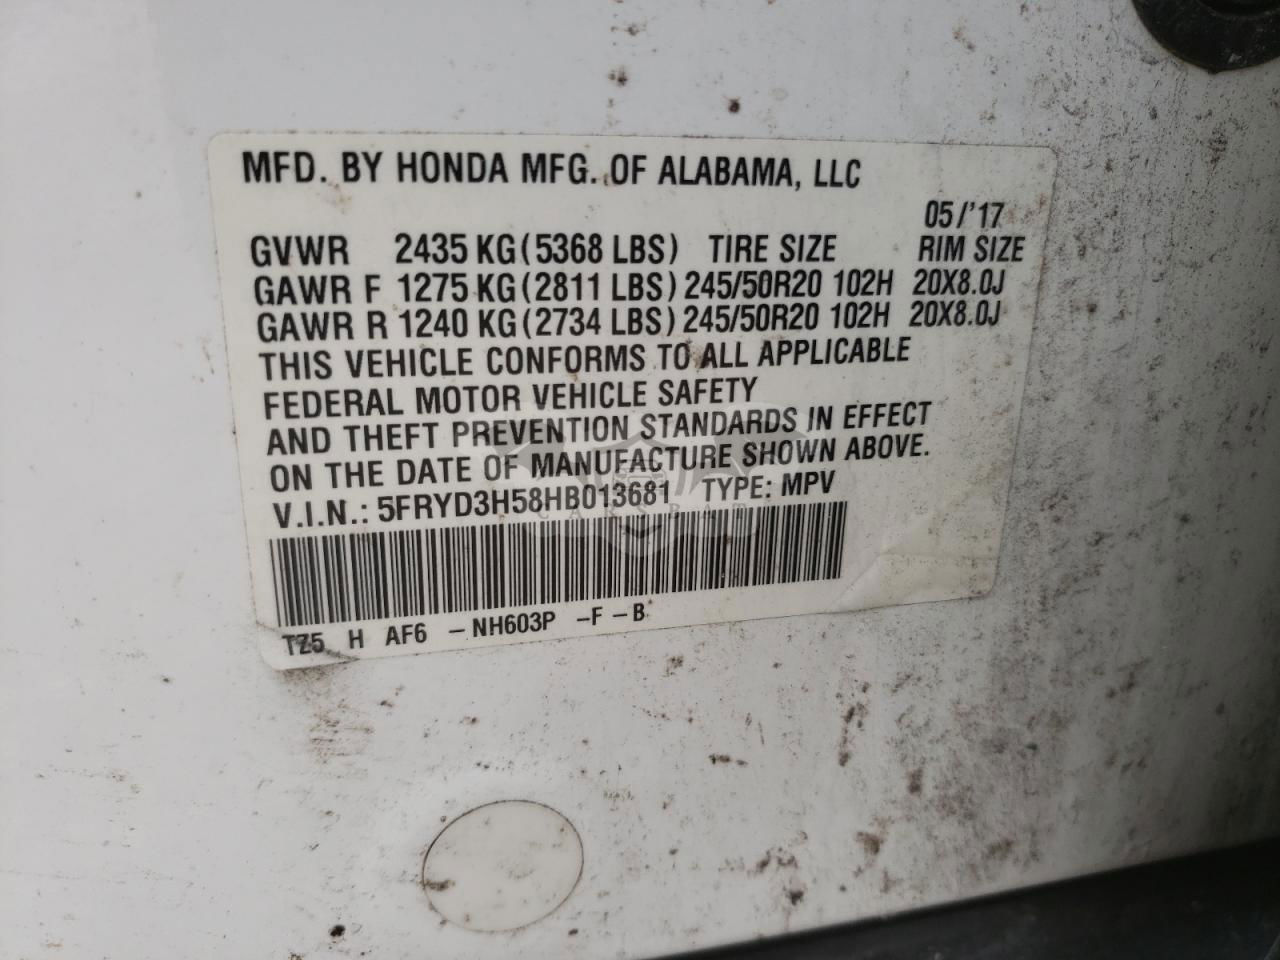 MFD. BY HONDA MFG. OF ALABAMA, LLC
05/'17
GVWR 2435 KG(5368 LBS) TIRE SIZE RIM SIZE
GAWR F 1275 KG(2811 LBS) 245/50R20 102H 20X8.0J
GAWR R 1240 KG(2734 LBS) 245/50R20 102H 20X8.0J
THIS VEHICLE CONFORMS TO ALL APPLICABLE
FEDERAL MOTOR VEHICLE SAFETY
AND THEFT PREVENTION STANDARDS IN EFFECT
ON THE DATE OF MANUFACTURE SHOWN ABOVE.
V.I.N.: 5FRYD3H58HB013681 TYPE: MPV
TZ5 H AF6 -NH603P -F-B